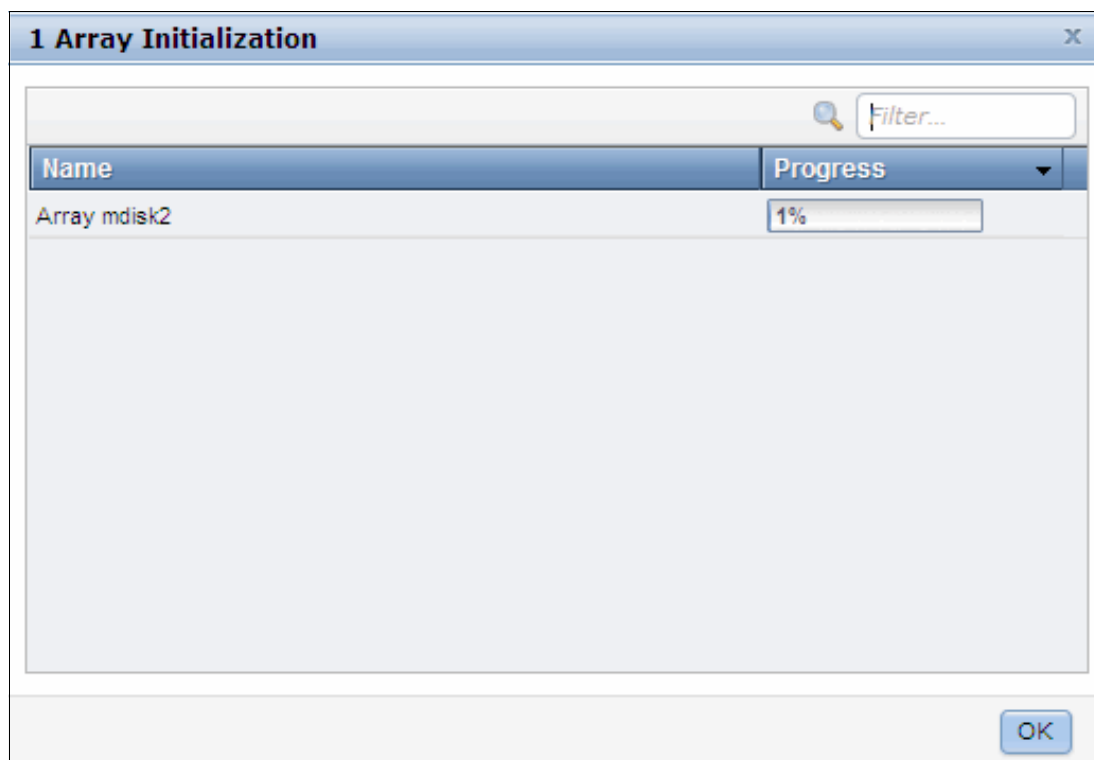 1 Array Initialization
x
Filter...
Name Progress
Array mdisk2 1%
OK